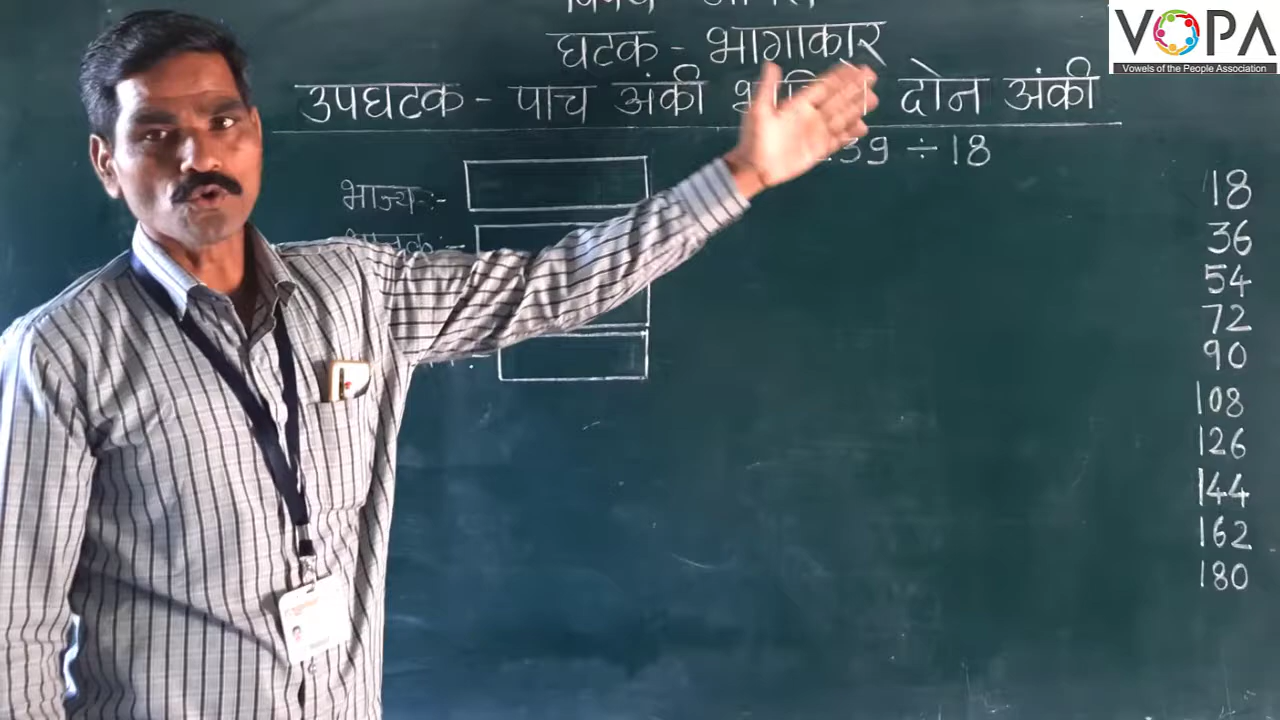 घटक - भागाकार
उपघटक - पाच अंकी दोन अंकी
39 ÷ 18
भाज्य :-
18
36
54
72
90
108
126
144
162
180
VOPA
Vowels of the People Association